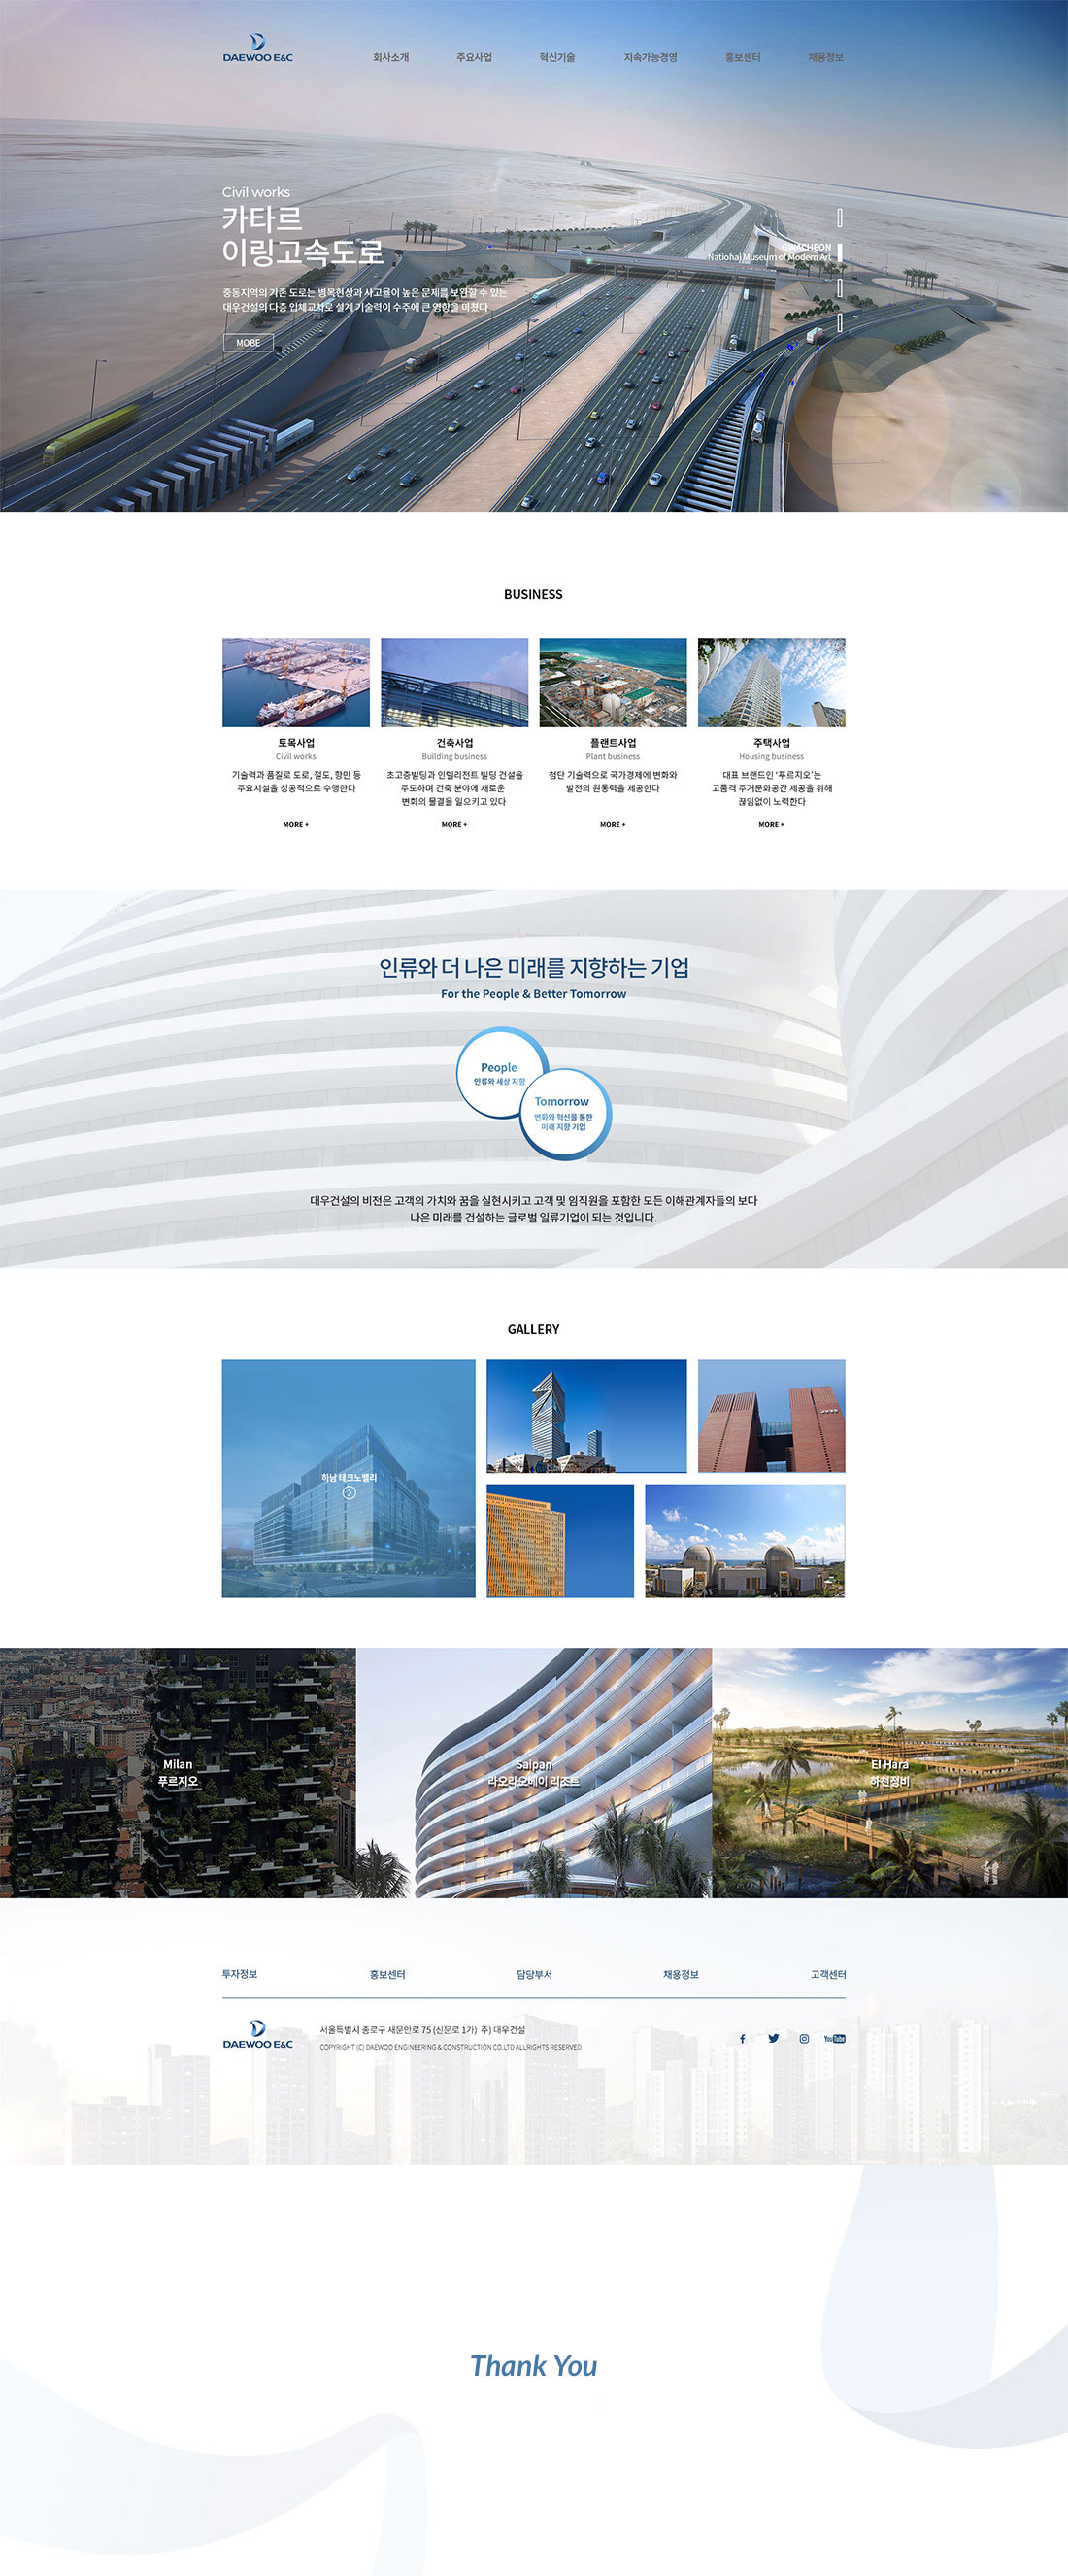 DAEWOO E&C
회사소개 주요사업 혁신기술 지속가능경영 홍보센터 채용정보
Civil works
카타르
이링고속도로
중동지역의 기존 도로는 병목현상과 사고율이 높은 문제를 보완할 수 있는
대우건설의 다층 입체교차로 설계 기술력이 수주에 큰 영향을 미쳤다
MOBE
GWACHEON
National Museum of Modern Art
BUSINESS
토목사업
Civil works
기술력과 품질로 도로, 철도, 항만 등
주요시설을 성공적으로 수행한다
MORE +
건축사업
Building business
초고층빌딩과 인텔리전트 빌딩 건설을
주도하며 건축 분야에 새로운
변화의 물결을 일으키고 있다
MORE +
플랜트사업
Plant business
첨단 기술력으로 국가경제에 변화와
발전의 원동력을 제공한다
MORE +
주택사업
Housing business
대표 브랜드인 '푸르지오'는
고품격 주거문화공간 제공을 위해
끊임없이 노력한다
MORE +
인류와 더 나은 미래를 지향하는 기업
For the People & Better Tomorrow
People
인류와 세상 지향
Tomorrow
변화와 혁신을 통한
미래 지향 기업
대우건설의 비전은 고객의 가치와 꿈을 실현시키고 고객 및 임직원을 포함한 모든 이해관계자들의 보다
나은 미래를 건설하는 글로벌 일류기업이 되는 것입니다.
GALLERY
하남 테크노밸리
Milan
푸르지오
Saipan
라오라오베이 리조트
El Hara
하천정비
투자정보 홍보센터 담당부서 채용정보 고객센터
DAEWOO E&C
서울특별시 종로구 새문안로 75 (신문로 1가) 주) 대우건설
COPYRIGHT (C) DAEWOO ENGINEERING & CONSTRUCTION CO.LTD ALLRIGHTS RESERVED
YouTube
Thank You